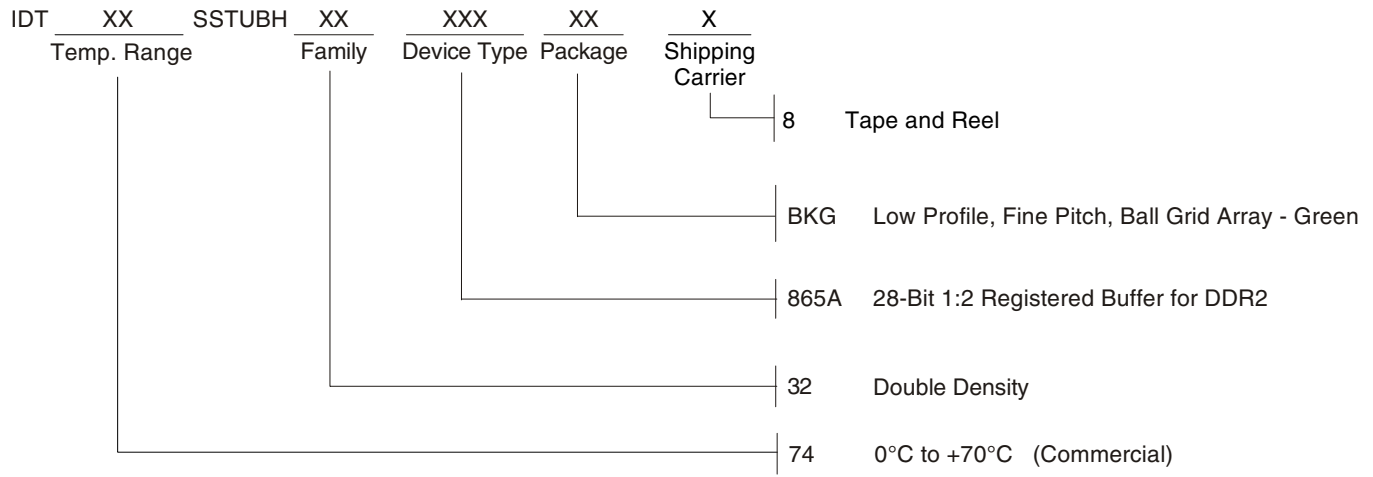 IDT XX SSTUBH XX XXX XX X
Temp. Range Family Device Type Package Shipping
Carrier
8 Tape and Reel
BKG Low Profile, Fine Pitch, Ball Grid Array - Green
865A 28-Bit 1:2 Registered Buffer for DDR2
32 Double Density
74 0°C to +70°C (Commercial)